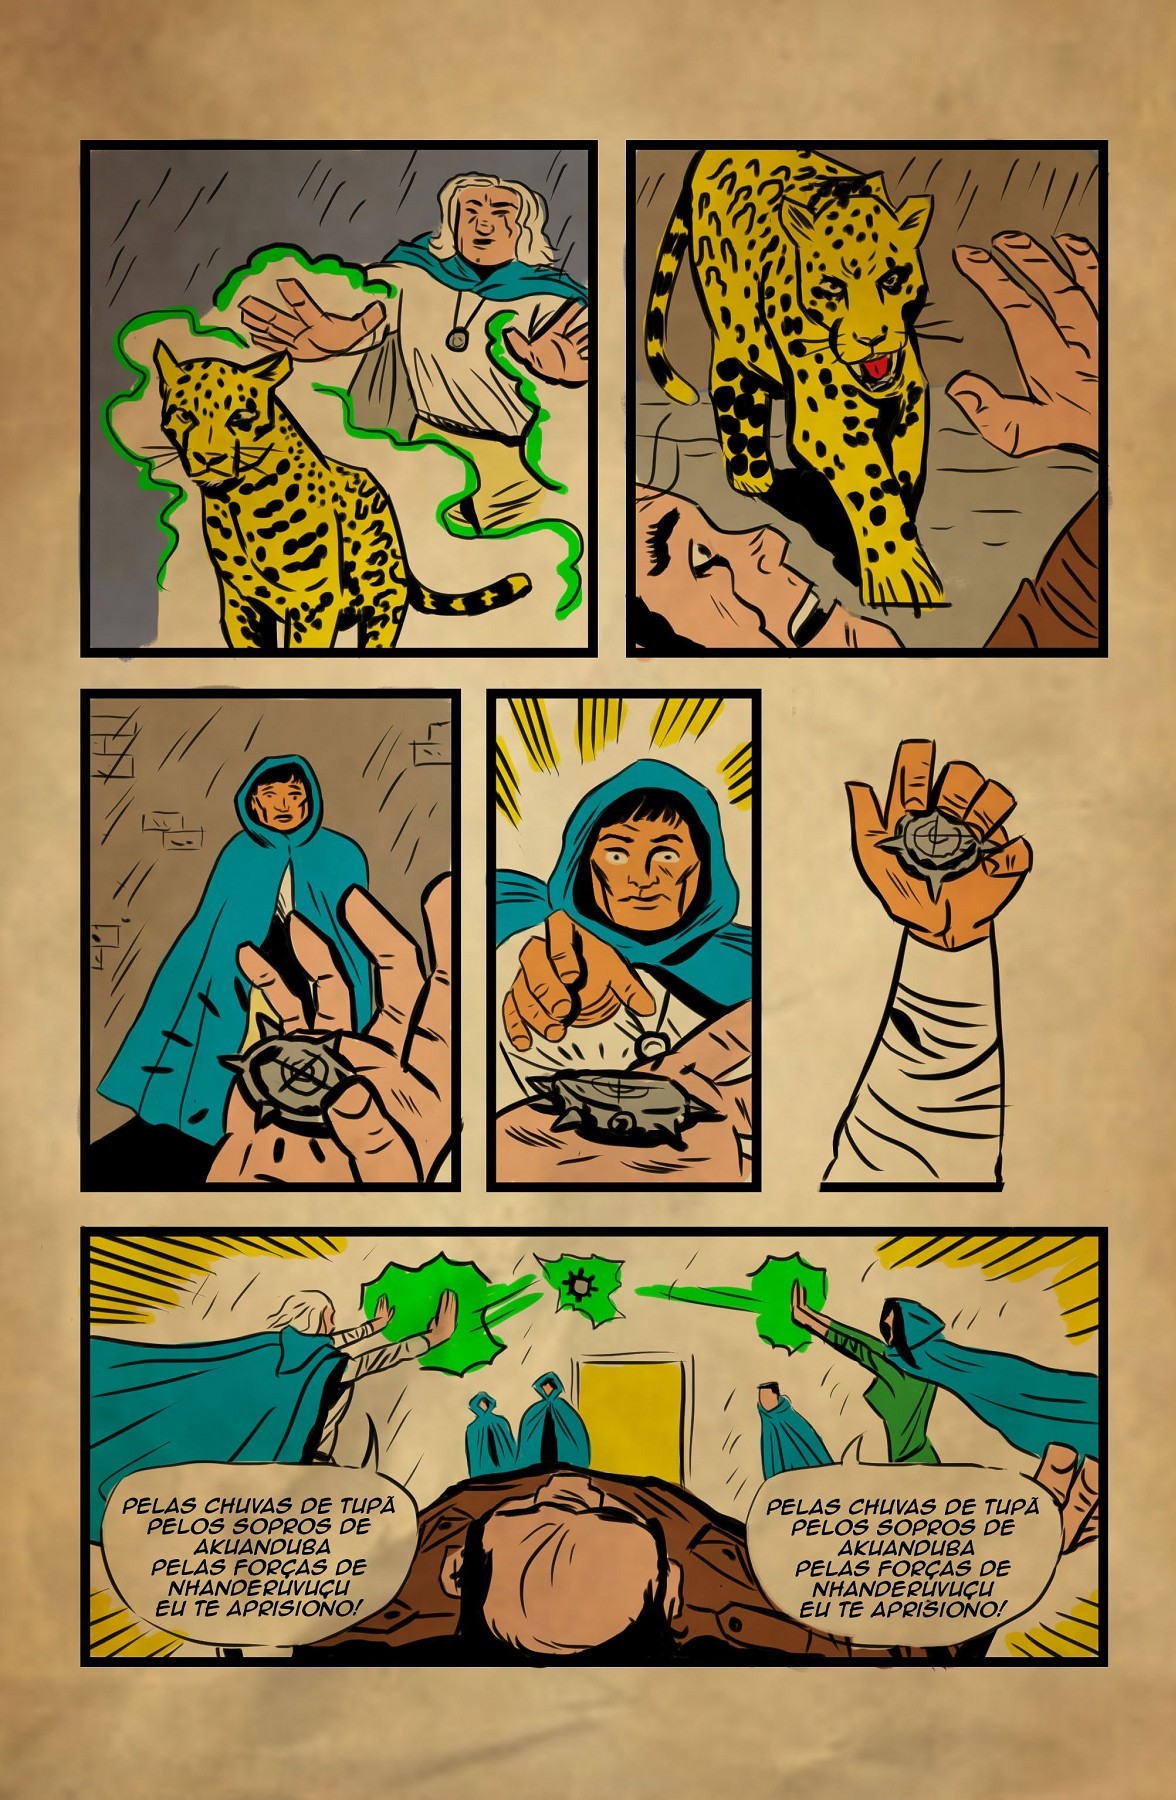 PELAS CHUVAS DE TUPÃ
PELOS SOPROS DE
AKUANDUBA
PELAS FORÇAS DE
NHANDERUVUÇU
EU TE APRISIONO!
PELAS CHUVAS DE TUPÃ
PELOS SOPROS DE
AKUANDUBA
PELAS FORÇAS DE
NHANDERUVUÇU
EU TE APRISIONO!